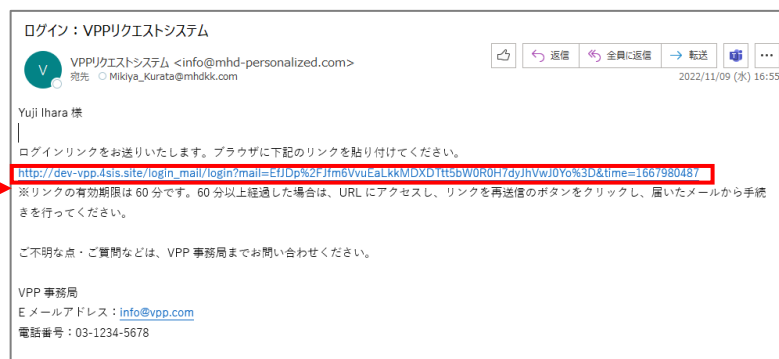 ログイン：VPPリクエストシステム
V
VPPリクエストシステム <info@mhd-personalized.com>
宛先 Mikiya_Kurata@mhdkk.com
返信 全員に返信 転送
2022/11/09 (水) 16:55
Yuji Ihara 様
ログインリンクをお送りいたします。ブラウザに下記のリンクを貼り付けてください。
http://dev-vpp.4sis.site/login_mail/login?mail=EfJDp%2FJfm6VvuEaLkkMDXDTtt5bW0R0H7dyJhVwJ0Yo%3D&time=1667980487
※リンクの有効期限は 60 分です。60 分以上経過した場合は、URL にアクセスし、リンクを再送信のボタンをクリックし、届いたメールから手続
きを行ってください。
ご不明な点・ご質問などは、VPP 事務局までお問い合わせください。
VPP 事務局
E メールアドレス：info@vpp.com
電話番号：03-1234-5678